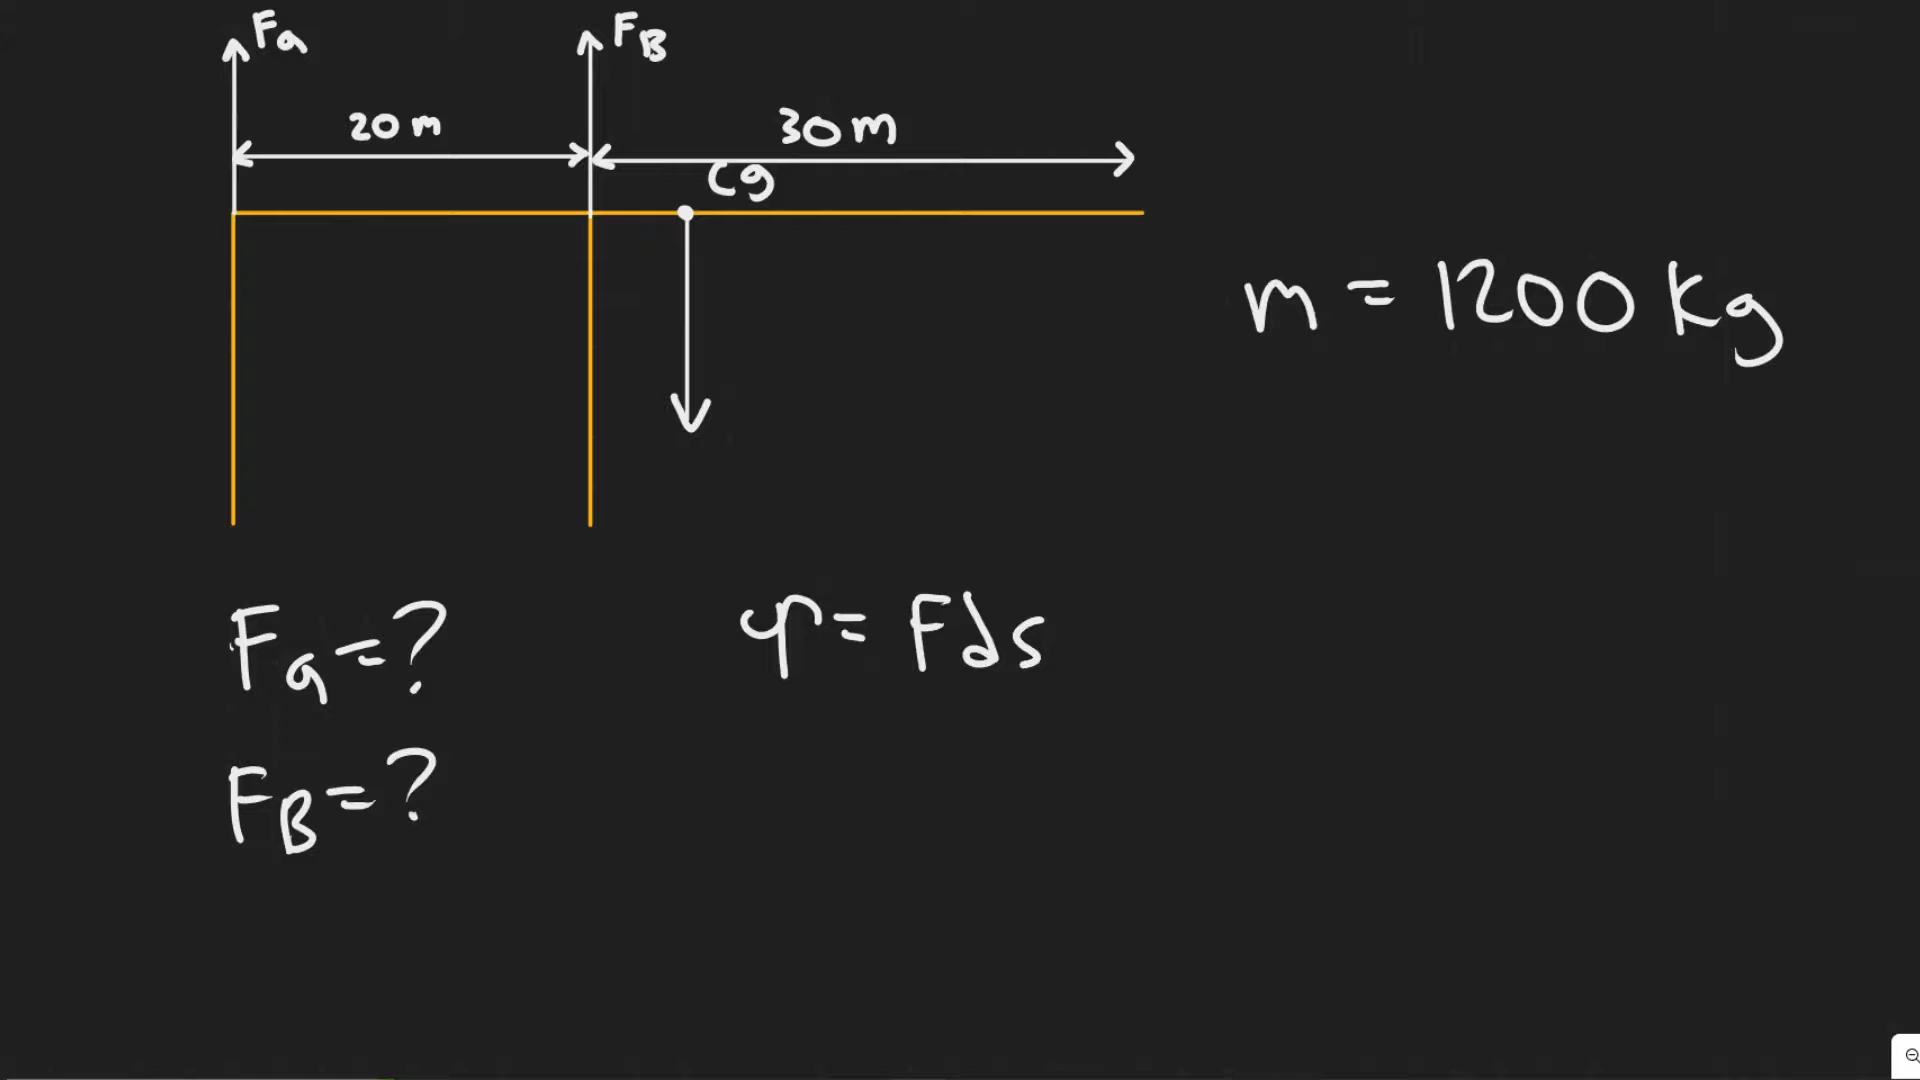 Fa
FB
20 m
30 m
Cg
m = 1200 kg
Fa = ?
φ = Fds
FB = ?